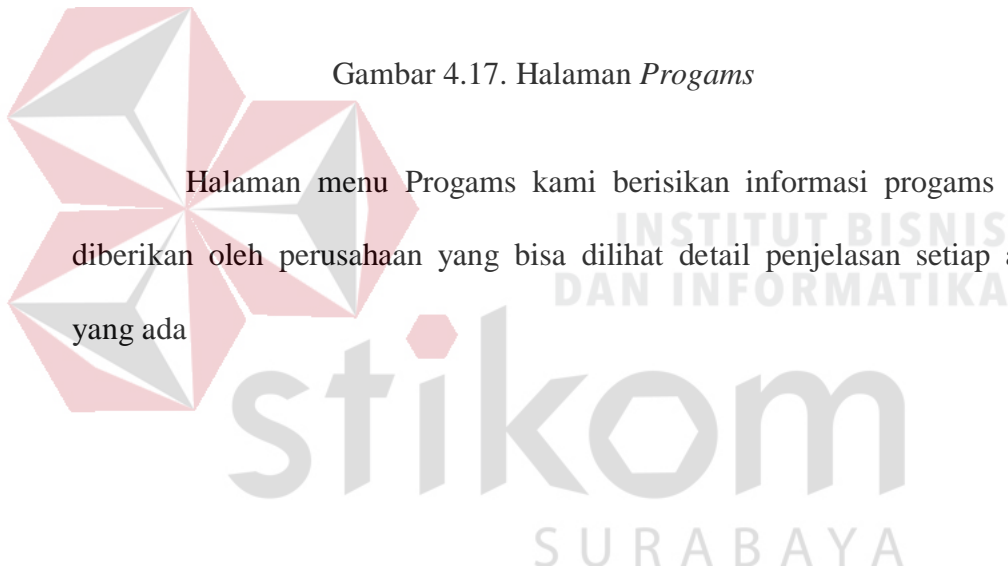 Gambar 4.17. Halaman Progams
Halaman menu Progams kami berisikan informasi progams
INSTITUT BISNIS
diberikan oleh perusahaan yang bisa dilihat detail penjelasan setiap
DAN INFORMATIKA
yang ada
stikom
SURABAYA